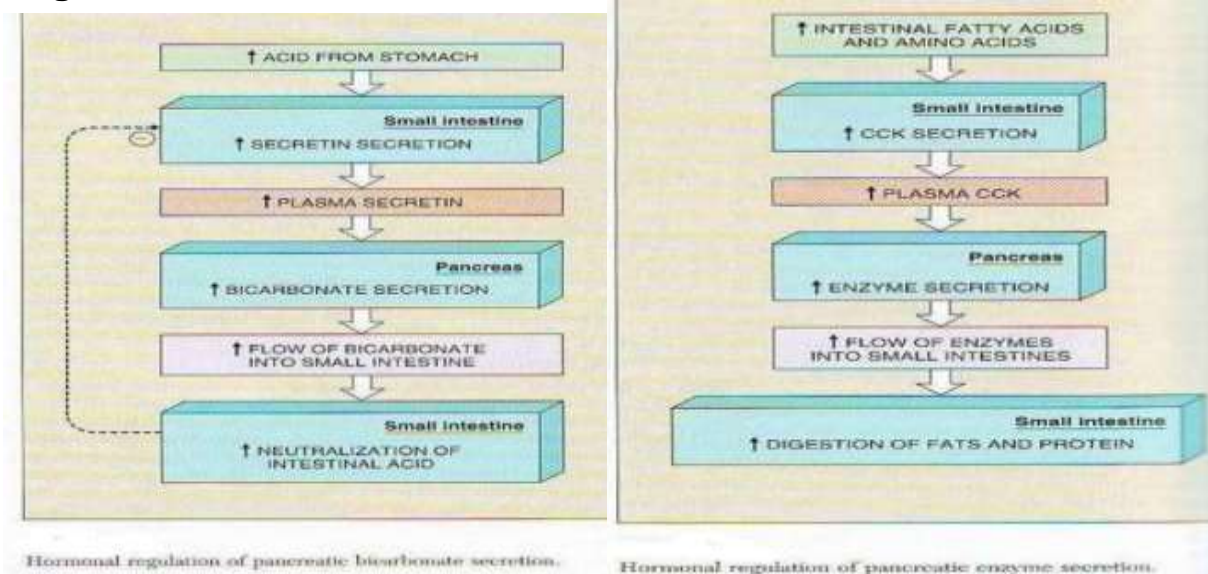 ↑ ACID FROM STOMACH
Small intestine
↑ SECRETIN SECRETION
↑ PLASMA SECRETIN
Pancreas
↑ BICARBONATE SECRETION
↑ FLOW OF BICARBONATE
INTO SMALL INTESTINE
Small intestine
↑ NEUTRALIZATION OF
INTESTINAL ACID
Hormonal regulation of pancreatic bicarbonate secretion.
↑ INTESTINAL FATTY ACIDS
AND AMINO ACIDS
Small intestine
↑ CCK SECRETION
↑ PLASMA CCK
Pancreas
↑ ENZYME SECRETION
↑ FLOW OF ENZYMES
INTO SMALL INTESTINES
Small intestine
↑ DIGESTION OF FATS AND PROTEIN
Hormonal regulation of pancreatic enzyme secretion.